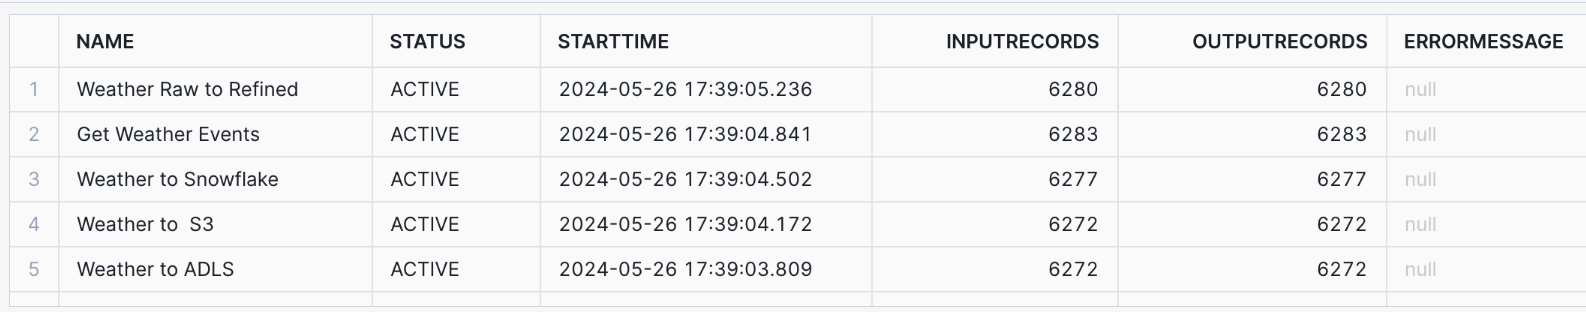 NAME STATUS STARTTIME INPUTRECORDS OUTPUTRECORDS ERRORMESSAGE
1 Weather Raw to Refined ACTIVE 2024-05-26 17:39:05.236 6280 6280 null
2 Get Weather Events ACTIVE 2024-05-26 17:39:04.841 6283 6283 null
3 Weather to Snowflake ACTIVE 2024-05-26 17:39:04.502 6277 6277 null
4 Weather to  S3 ACTIVE 2024-05-26 17:39:04.172 6272 6272 null
5 Weather to ADLS ACTIVE 2024-05-26 17:39:03.809 6272 6272 null